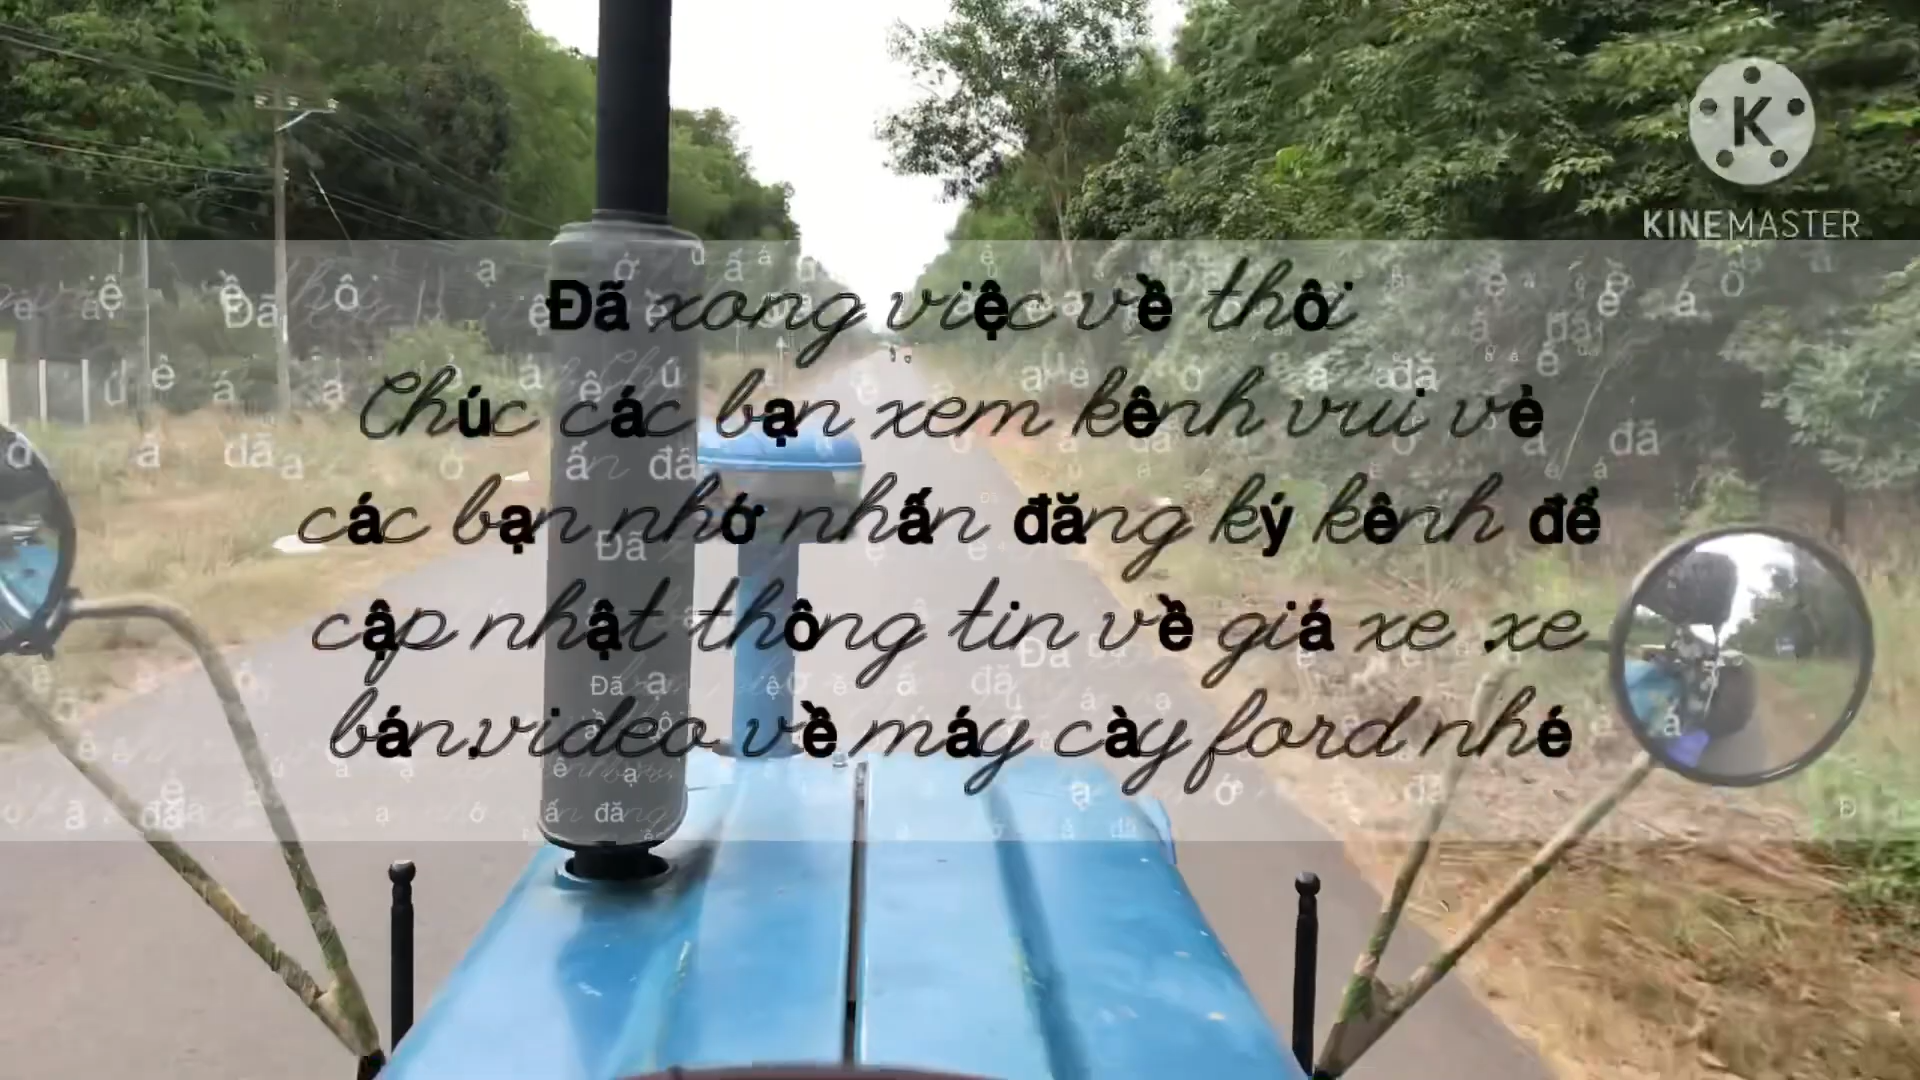 K
KINEMASTER
Đã xong việc về thôi
Chúc các bạn xem kênh vui vẻ
các bạn nhớ nhấn đăng ký kênh để
cập nhật thông tin về giá xe .xe
bán.video về máy cày ford nhé